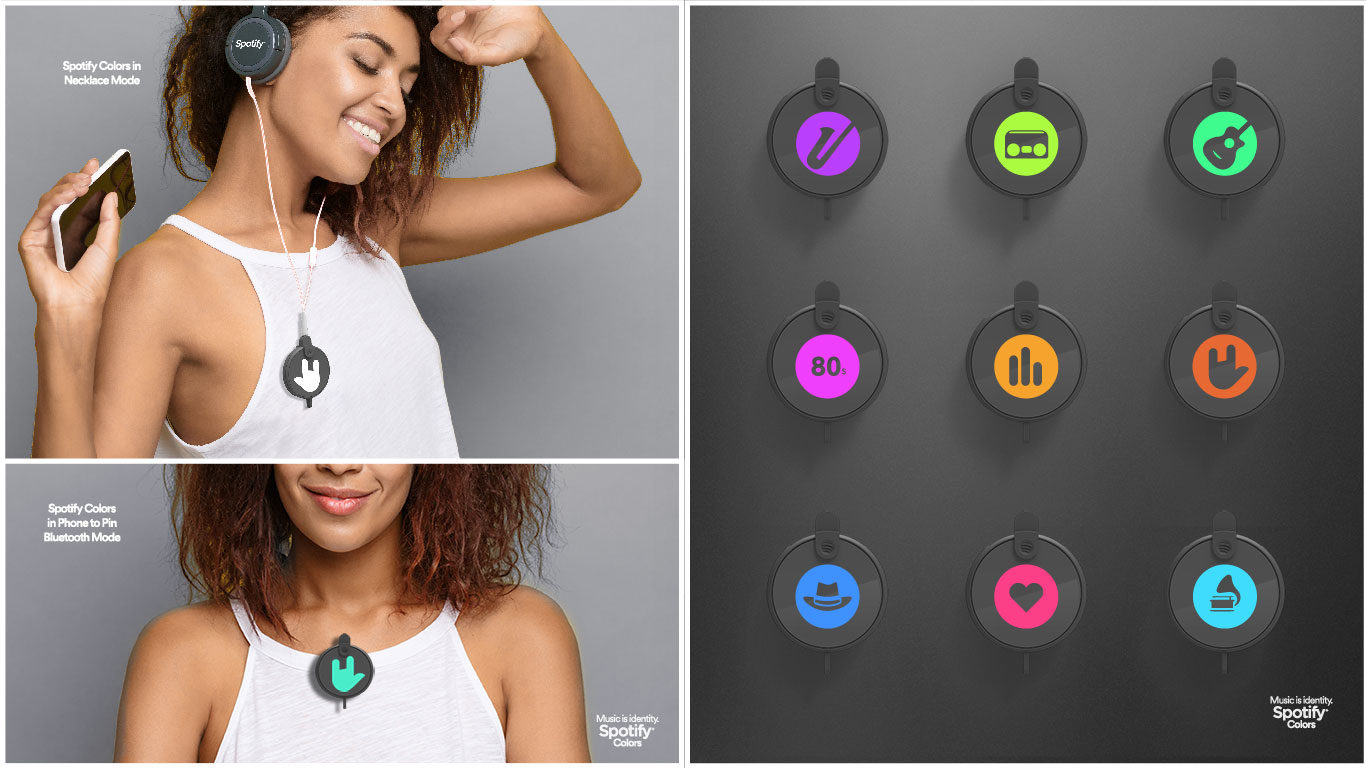 Spotify Colors in
Necklace Mode
Spotify
Spotify Colors
in Phone to Pin
Bluetooth Mode
Music is identity.
Spotify
Colors
80s
Music is identity.
Spotify
Colors